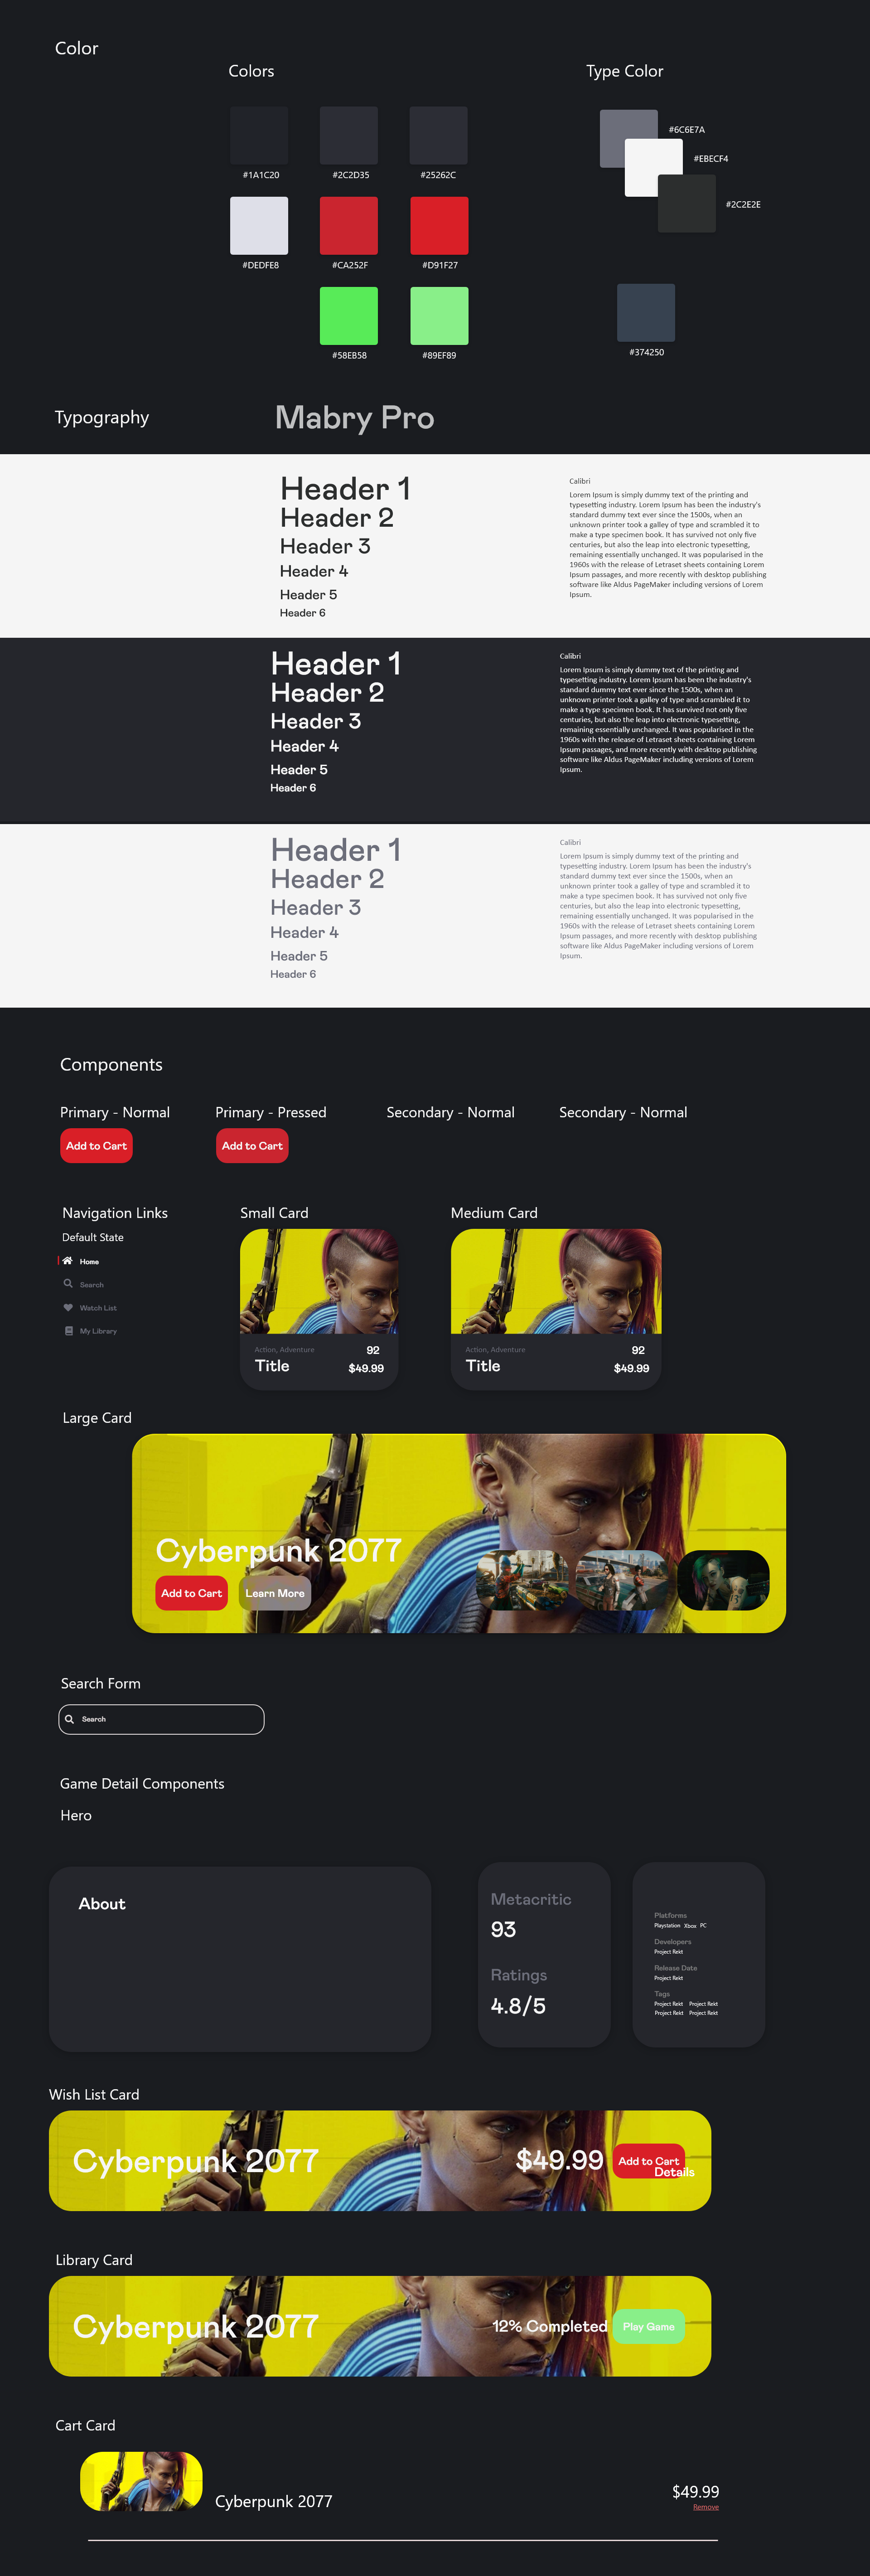 Color
Colors
Type Color
#1A1C20
#2C2D35
#25262C
#6C6E7A
#EBECF4
#2C2E2E
#DEDFE8
#CA252F
#D91F27
#58EB58
#89EF89
#374250
Typography
Mabry Pro
Header 1
Header 2
Header 3
Header 4
Header 5
Header 6
Calibri
Lorem Ipsum is simply dummy text of the printing and
typesetting industry. Lorem Ipsum has been the industry's
standard dummy text ever since the 1500s, when an
unknown printer took a galley of type and scrambled it to
make a type specimen book. It has survived not only five
centuries, but also the leap into electronic typesetting,
remaining essentially unchanged. It was popularised in the
1960s with the release of Letraset sheets containing Lorem
Ipsum passages, and more recently with desktop publishing
software like Aldus PageMaker including versions of Lorem
Ipsum.
Header 1
Header 2
Header 3
Header 4
Header 5
Header 6
Calibri
Lorem Ipsum is simply dummy text of the printing and
typesetting industry. Lorem Ipsum has been the industry's
standard dummy text ever since the 1500s, when an
unknown printer took a galley of type and scrambled it to
make a type specimen book. It has survived not only five
centuries, but also the leap into electronic typesetting,
remaining essentially unchanged. It was popularised in the
1960s with the release of Letraset sheets containing Lorem
Ipsum passages, and more recently with desktop publishing
software like Aldus PageMaker including versions of Lorem
Ipsum.
Header 1
Header 2
Header 3
Header 4
Header 5
Header 6
Calibri
Lorem Ipsum is simply dummy text of the printing and
typesetting industry. Lorem Ipsum has been the industry's
standard dummy text ever since the 1500s, when an
unknown printer took a galley of type and scrambled it to
make a type specimen book. It has survived not only five
centuries, but also the leap into electronic typesetting,
remaining essentially unchanged. It was popularised in the
1960s with the release of Letraset sheets containing Lorem
Ipsum passages, and more recently with desktop publishing
software like Aldus PageMaker including versions of Lorem
Ipsum.
Components
Primary - Normal
Primary - Pressed
Secondary - Normal
Secondary - Normal
Add to Cart
Add to Cart
Navigation Links
Default State
Home
Search
Watch List
My Library
Small Card
Action, Adventure
92
Title
$49.99
Medium Card
Action, Adventure
92
Title
$49.99
Large Card
Cyberpunk 2077
Add to Cart
Learn More
Search Form
Search
Game Detail Components
Hero
About
Metacritic
93
Ratings
4.8/5
Platforms
Playstation Xbox PC
Developers
Project Rekt
Release Date
Project Rekt
Tags
Project Rekt Project Rekt
Project Rekt Project Rekt
Wish List Card
Cyberpunk 2077
$49.99
Add to Cart
Details
Library Card
Cyberpunk 2077
12% Completed
Play Game
Cart Card
Cyberpunk 2077
$49.99
Remove